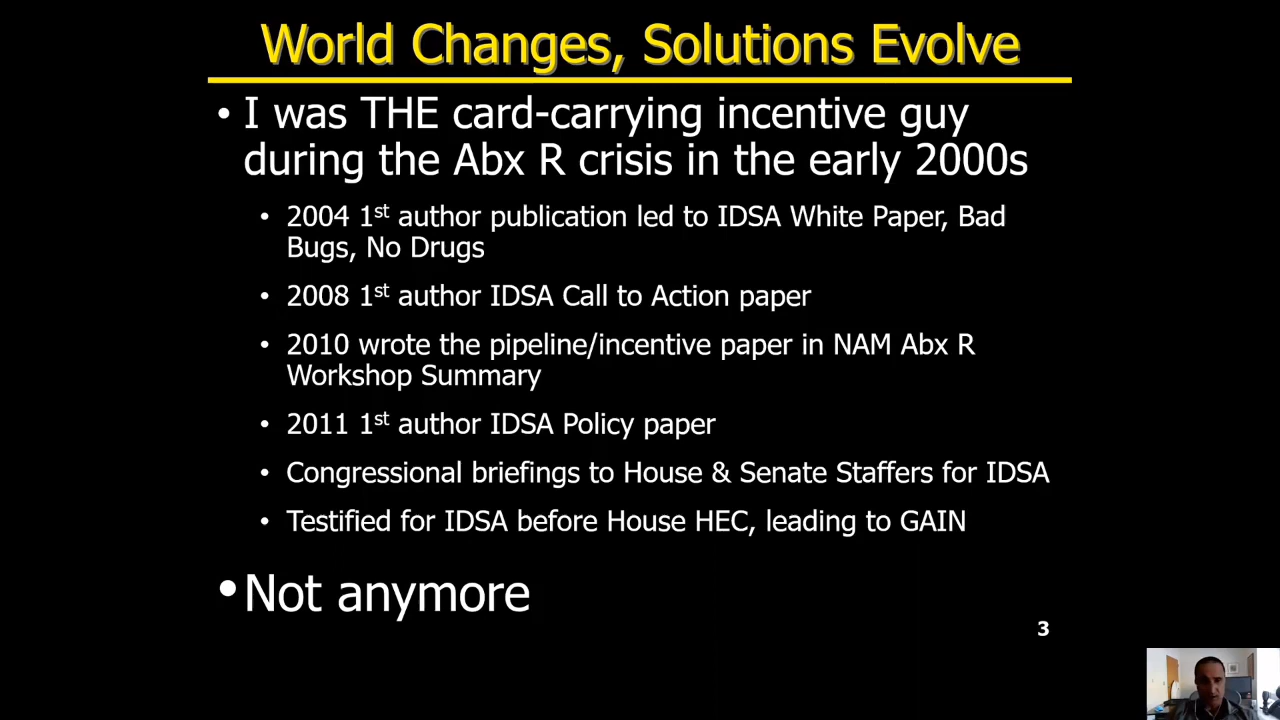 World Changes, Solutions Evolve
• I was THE card-carrying incentive guy
during the Abx R crisis in the early 2000s
• 2004 1st author publication led to IDSA White Paper, Bad
Bugs, No Drugs
• 2008 1st author IDSA Call to Action paper
• 2010 wrote the pipeline/incentive paper in NAM Abx R
Workshop Summary
• 2011 1st author IDSA Policy paper
• Congressional briefings to House & Senate Staffers for IDSA
• Testified for IDSA before House HEC, leading to GAIN
• Not anymore
3